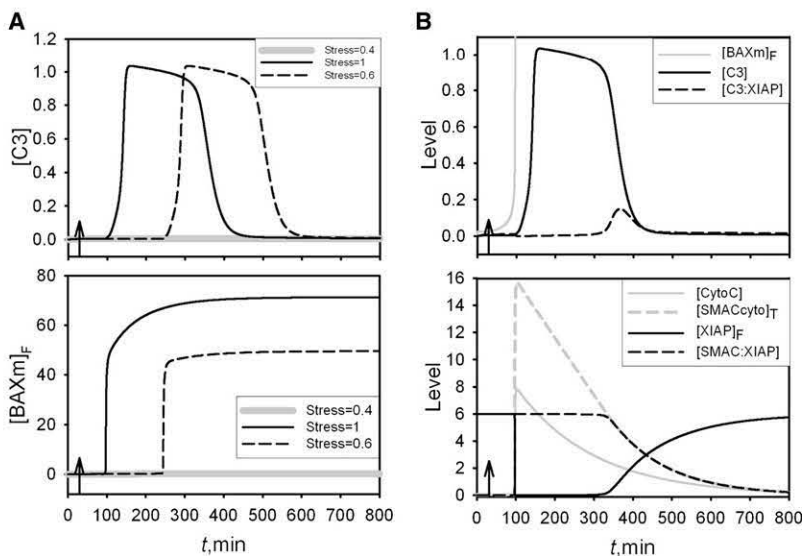 A
1.2
1.0
0.8
0.6
0.4
0.2
0.0
[C3]
Stress=0.4
Stress=1
Stress=0.6
80
60
40
20
0
[BAXm]F
Stress=0.4
Stress=1
Stress=0.6
0 100 200 300 400 500 600 700 800
t,min
B
1.0
0.8
0.6
0.4
0.2
0.0
Level
[BAXm]F
[C3]
[C3:XIAP]
16
14
12
10
8
6
4
2
0
Level
[CytoC]
[SMACcyto]T
[XIAP]F
[SMAC:XIAP]
0 100 200 300 400 500 600 700 800
t,min